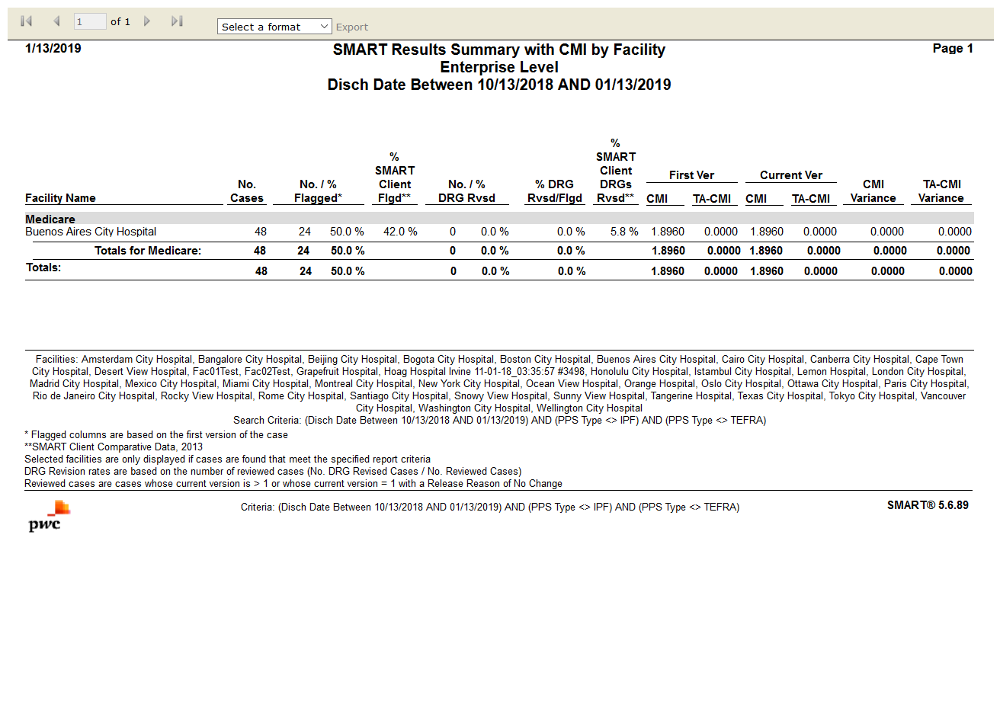 1 of 1 Select a format Export
1/13/2019 SMART Results Summary with CMI by Facility Page 1
Enterprise Level
Disch Date Between 10/13/2018 AND 01/13/2019
% %
SMART SMART
Client Client First Ver Current Ver
No. No. / % Client No. / % % DRG DRGs CMI TA-CMI
Facility Name Cases Flagged* Flgd** DRG Rvsd Rvsd/Flgd Rvsd** CMI TA-CMI CMI TA-CMI Variance Variance
Medicare
Buenos Aires City Hospital 48 24 50.0 % 42.0 % 0 0.0 % 0.0 % 5.8 % 1.8960 0.0000 1.8960 0.0000 0.0000 0.0000
Totals for Medicare: 48 24 50.0 % 0 0.0 % 0.0 % 1.8960 0.0000 1.8960 0.0000 0.0000 0.0000
Totals: 48 24 50.0 % 0 0.0 % 0.0 % 1.8960 0.0000 1.8960 0.0000 0.0000 0.0000
Facilities: Amsterdam City Hospital, Bangalore City Hospital, Beijing City Hospital, Bogota City Hospital, Boston City Hospital, Buenos Aires City Hospital, Cairo City Hospital, Canberra City Hospital, Cape Town
City Hospital, Desert View Hospital, Fac01Test, Fac02Test, Grapefruit Hospital, Hoag Hospital Irvine 11-01-18_03:35:57 #3498, Honolulu City Hospital, Istambul City Hospital, Lemon Hospital, London City Hospital,
Madrid City Hospital, Mexico City Hospital, Miami City Hospital, Montreal City Hospital, New York City Hospital, Ocean View Hospital, Orange Hospital, Oslo City Hospital, Ottawa City Hospital, Paris City Hospital,
Rio de Janeiro City Hospital, Rocky View Hospital, Rome City Hospital, Santiago City Hospital, Snowy View Hospital, Sunny View Hospital, Tangerine Hospital, Texas City Hospital, Tokyo City Hospital, Vancouver
City Hospital, Washington City Hospital, Wellington City Hospital
Search Criteria: (Disch Date Between 10/13/2018 AND 01/13/2019) AND (PPS Type <> IPF) AND (PPS Type <> TEFRA)
* Flagged columns are based on the first version of the case
**SMART Client Comparative Data, 2013
Selected facilities are only displayed if cases are found that meet the specified report criteria
DRG Revision rates are based on the number of reviewed cases (No. DRG Revised Cases / No. Reviewed Cases)
Reviewed cases are cases whose current version is > 1 or whose current version = 1 with a Release Reason of No Change
pwc Criteria: (Disch Date Between 10/13/2018 AND 01/13/2019) AND (PPS Type <> IPF) AND (PPS Type <> TEFRA) SMART® 5.6.89